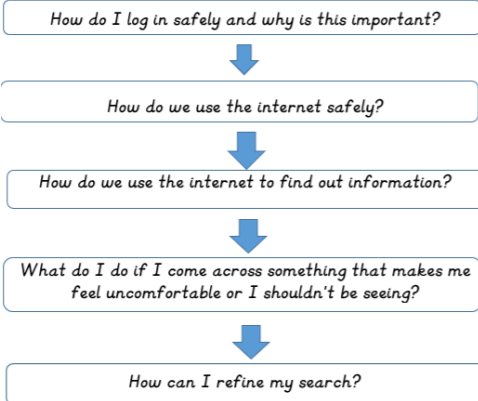 How do I log in safely and why is this important?
How do we use the internet safely?
How do we use the internet to find out information?
What do I do if I come across something that makes me
feel uncomfortable or I shouldn't be seeing?
How can I refine my search?